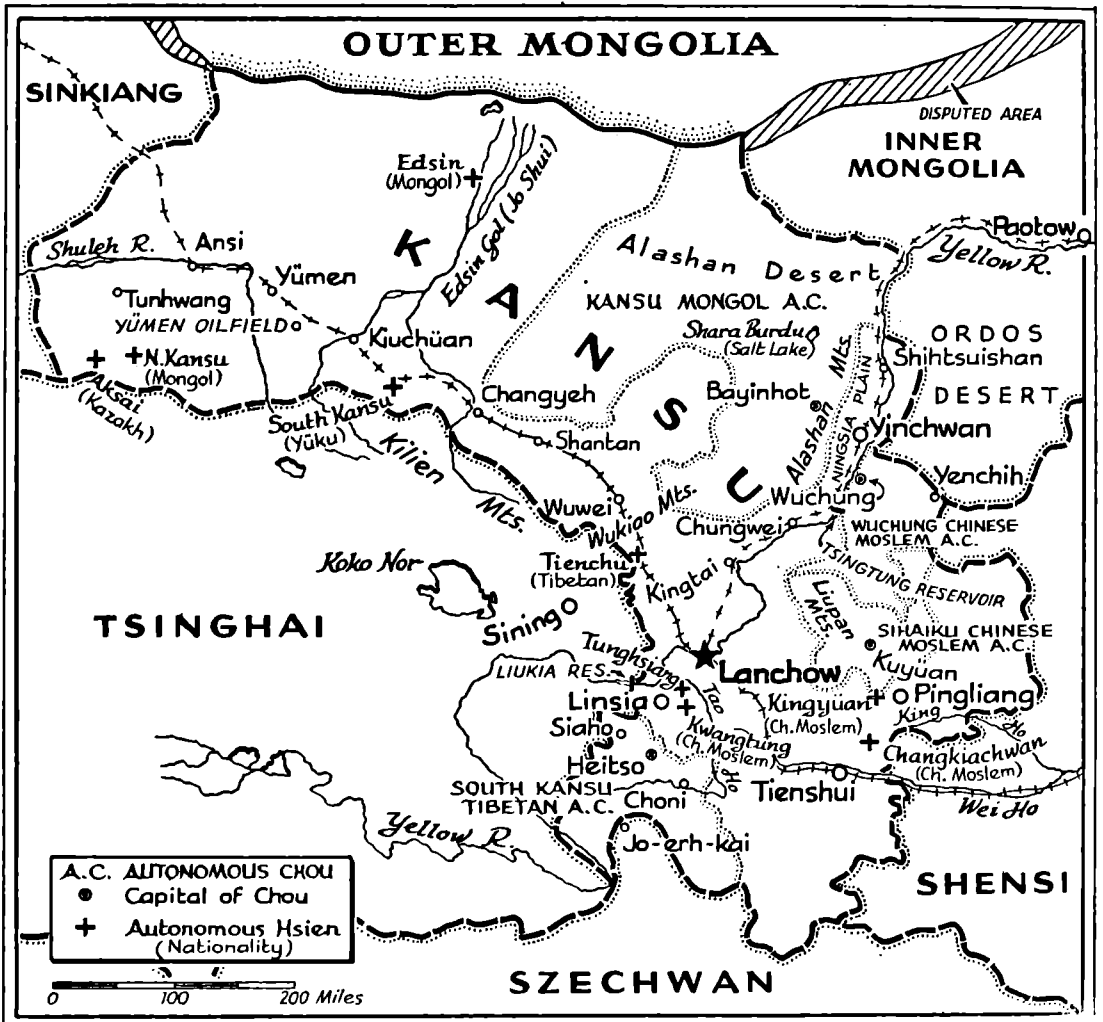 OUTER MONGOLIA
SINKIANG
DISPUTED AREA
INNER
MONGOLIA
Edsin
(Mongol)
Edsin Gol (Jo Shui)
KANSU
Paotow
Yellow R.
Shuleh R.
Ansi
Yümen
Tunhwang
YÜMEN OILFIELD
Kiuchüan
N. Kansu
(Mongol)
Aksai
(Kazakh)
South Kansu
(Yüku)
Kilien
Mts.
Changyeh
Shantan
Alashan Desert
KANSU MONGOL A.C.
Shara Burdu
(Salt Lake)
Bayinhot
Alashan Mts.
NINGSIA PLAIN
ORDOS
Shihtsuishan
DESERT
Yinchwan
Yenchih
Wuchung
WUCHUNG CHINESE
MOSLEM A.C.
Chungwei
TSINGTUNG RESERVOIR
Wuwei
Wukiao Mts.
Tienchu
(Tibetan)
Kingtai
Koko Nor
Sining
TSINGHAI
Liupan
Mts.
SIHAIKU CHINESE
MOSLEM A.C.
Kuyüan
Lanchow
Tunghsiang
LIUKIA RES.
Linsia
Tao
Ho
Kingyuan
(Ch. Moslem)
Pingliang
King
Ho
Siaho
Kwangtung
(Ch. Moslem)
Changkiachwan
(Ch. Moslem)
Heitso
SOUTH KANSU
TIBETAN A.C.
Choni
Tienshui
Wei Ho
Jo-erh-kai
Yellow R.
SHENSI
SZECHWAN
A.C. AUTONOMOUS CHOU
Capital of Chou
Autonomous Hsien
(Nationality)
0 100 200 Miles